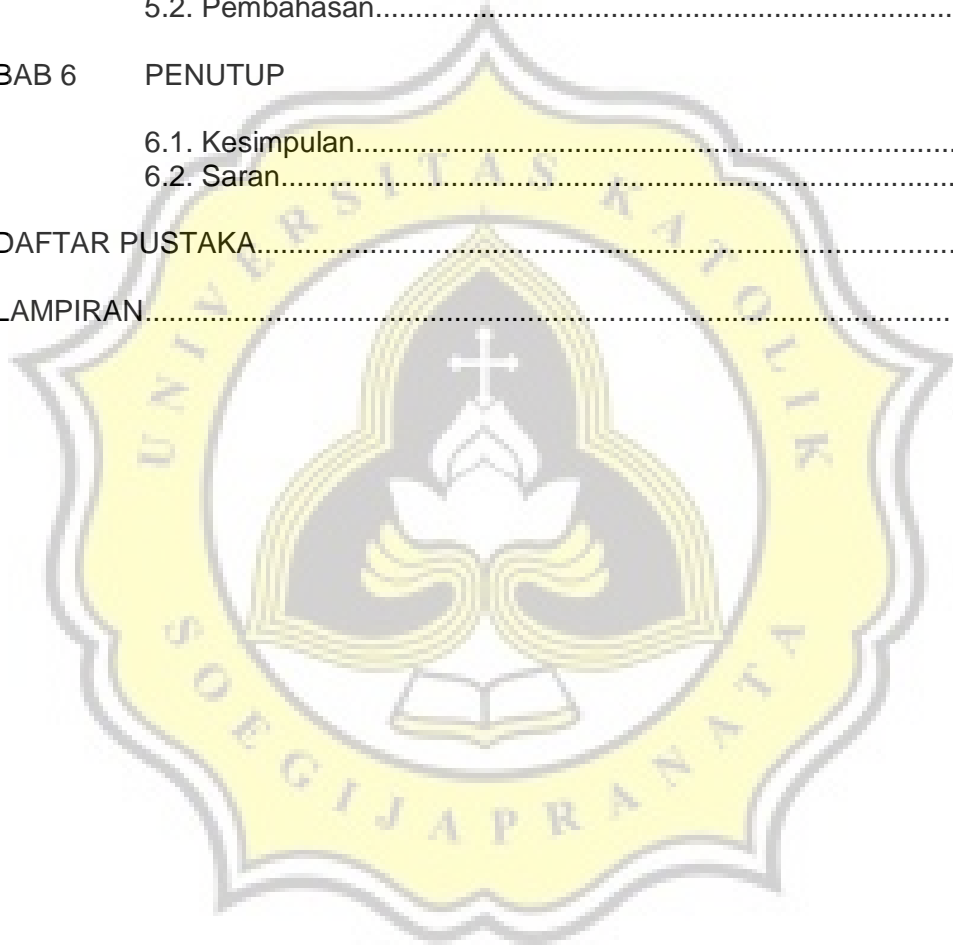 5.2. Pembahasan........................................................................
BAB 6 PENUTUP
6.1. Kesimpulan...........................................................................
6.2. Saran....................................................................................
DAFTAR PUSTAKA.......................................................................................
LAMPIRAN.....................................................................................................
UNIVERSITAS KATOLIK
SOEGIJAPRANATA